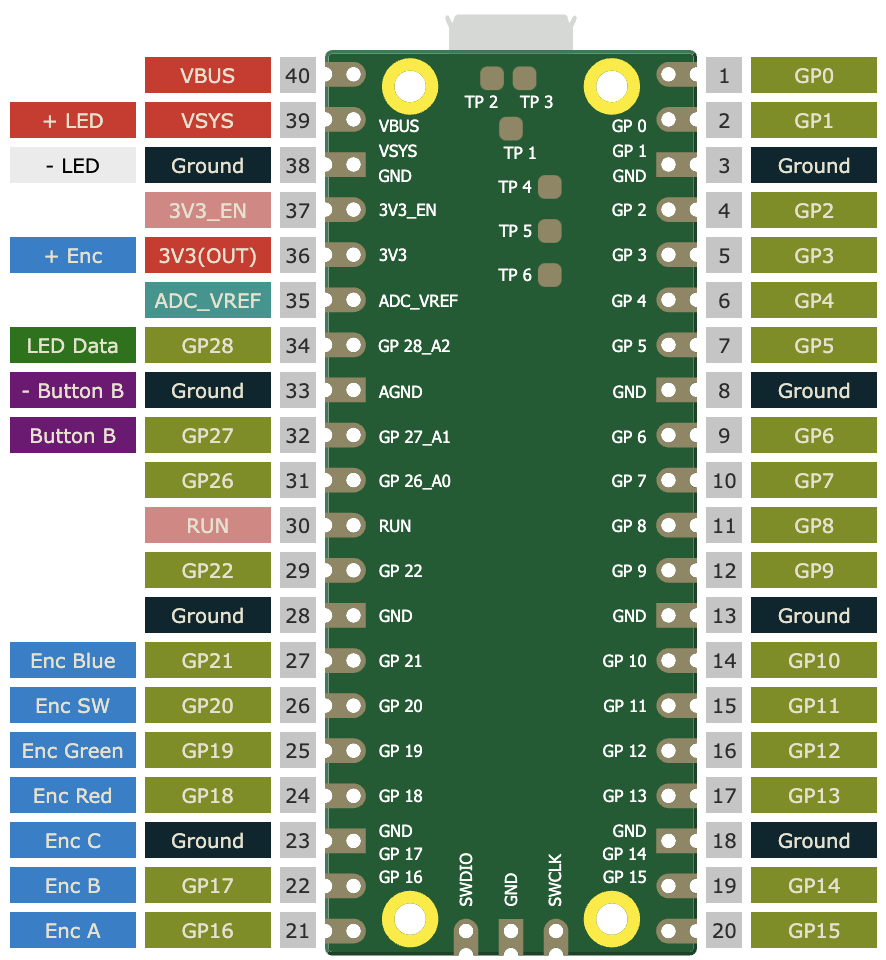 VBUS 40 TP 2 TP 3 1 GP0
+ LED VSYS 39 VBUS GP 0 2 GP1
VSYS TP 1 GP 1
- LED Ground 38 GND GND 3 Ground
3V3_EN 37 3V3_EN TP 4 GP 2 4 GP2
+ Enc 3V3(OUT) 36 3V3 TP 5 GP 3 5 GP3
TP 6
ADC_VREF 35 ADC_VREF GP 4 6 GP4
LED Data GP28 34 GP 28_A2 GP 5 7 GP5
- Button B Ground 33 AGND GND 8 Ground
Button B GP27 32 GP 27_A1 GP 6 9 GP6
GP26 31 GP 26_A0 GP 7 10 GP7
RUN 30 RUN GP 8 11 GP8
GP22 29 GP 22 GP 9 12 GP9
Ground 28 GND GND 13 Ground
Enc Blue GP21 27 GP 21 GP 10 14 GP10
Enc SW GP20 26 GP 20 GP 11 15 GP11
Enc Green GP19 25 GP 19 GP 12 16 GP12
Enc Red GP18 24 GP 18 GP 13 17 GP13
Enc C Ground 23 GND GND 18 Ground
GP 17 GP 14
Enc B GP17 22 GP 16 SWDIO GND SWCLK GP 15 19 GP14
Enc A GP16 21 20 GP15